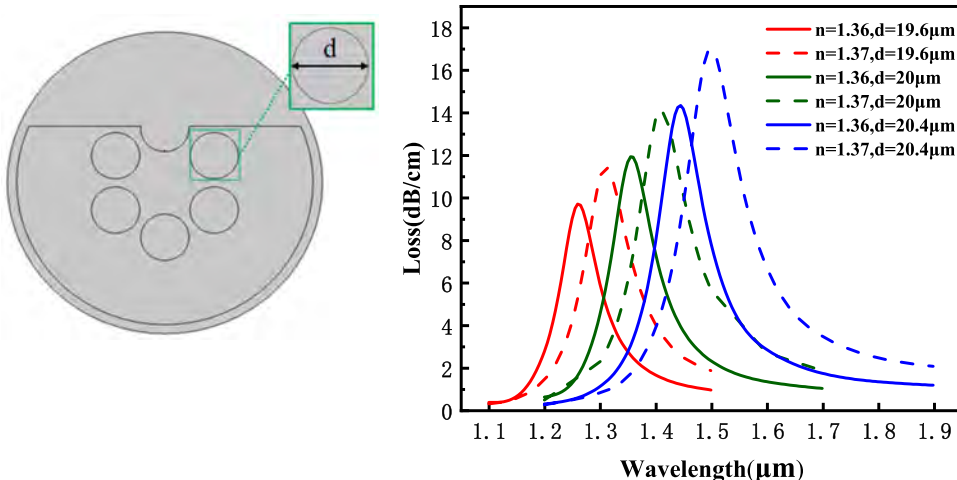 d
18
16
14
12
10
8
6
4
2
0
Loss(dB/cm)
n=1.36,d=19.6μm
n=1.37,d=19.6μm
n=1.36,d=20μm
n=1.37,d=20μm
n=1.36,d=20.4μm
n=1.37,d=20.4μm
1.1 1.2 1.3 1.4 1.5 1.6 1.7 1.8 1.9
Wavelength(μm)